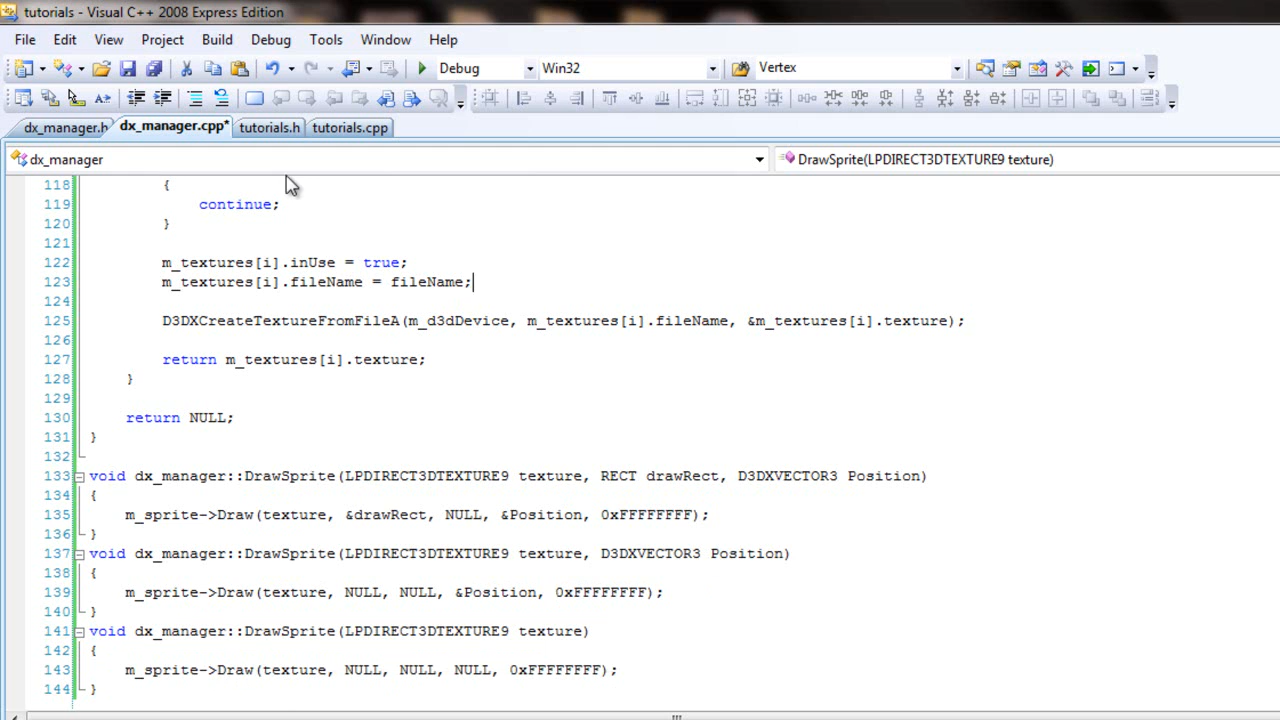 tutorials - Visual C++ 2008 Express Edition
File Edit View Project Build Debug Tools Window Help
Debug Win32 Vertex
dx_manager.h dx_manager.cpp* tutorials.h tutorials.cpp
dx_manager DrawSprite(LPDIRECT3DTEXTURE9 texture)
118 {
119 continue;
120 }
121
122 m_textures[i].inUse = true;
123 m_textures[i].fileName = fileName;
124
125 D3DXCreateTextureFromFileA(m_d3dDevice, m_textures[i].fileName, &m_textures[i].texture);
126
127 return m_textures[i].texture;
128 }
129
130 return NULL;
131 }
132
133 void dx_manager::DrawSprite(LPDIRECT3DTEXTURE9 texture, RECT drawRect, D3DXVECTOR3 Position)
134 {
135 m_sprite->Draw(texture, &drawRect, NULL, &Position, 0xFFFFFFFF);
136 }
137 void dx_manager::DrawSprite(LPDIRECT3DTEXTURE9 texture, D3DXVECTOR3 Position)
138 {
139 m_sprite->Draw(texture, NULL, NULL, &Position, 0xFFFFFFFF);
140 }
141 void dx_manager::DrawSprite(LPDIRECT3DTEXTURE9 texture)
142 {
143 m_sprite->Draw(texture, NULL, NULL, NULL, 0xFFFFFFFF);
144 }